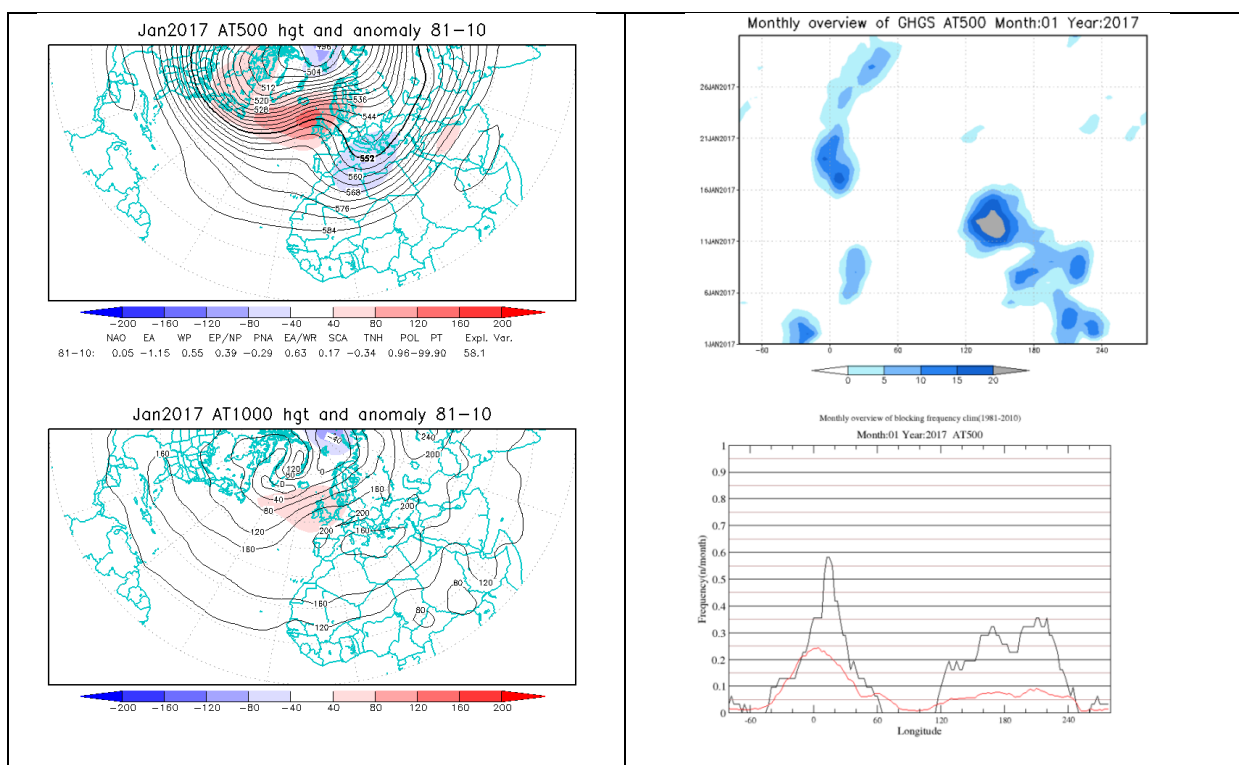 Jan2017 AT500 hgt and anomaly 81-10
496
504
512
520
528
536
544
552
560
568
576
584
-200 -160 -120 -80 -40 40 80 120 160 200
NAO EA WP EP/NP PNA EA/WR SCA TNH POL PT Expl. Var.
81-10: 0.05 -1.15 0.55 0.39 -0.29 0.63 0.17 -0.34 0.96-99.90 58.1
Jan2017 AT1000 hgt and anomaly 81-10
160
120
240
200
0
40
80
120
160
200
160
200
180
200
160
120
80
120
80
-200 -160 -120 -80 -40 40 80 120 160 200
Monthly overview of GHGS AT500 Month:01 Year:2017
26JAN2017
21JAN2017
16JAN2017
11JAN2017
6JAN2017
1JAN2017
-60 0 60 120 180 240
0 5 10 15 20
Monthly overview of blocking frequency clim(1981-2010)
Month:01 Year:2017 AT500
Frequency(n/month)
1
0.9
0.8
0.7
0.6
0.5
0.4
0.3
0.2
0.1
0
-60 0 60 120 180 240
Longitude